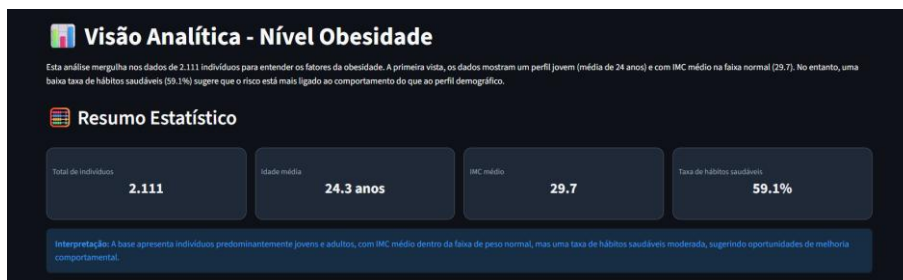 Visão Analítica - Nível Obesidade
Esta análise mergulha nos dados de 2.111 indivíduos para entender os fatores da obesidade. A primeira vista, os dados mostram um perfil jovem (média de 24 anos) e com IMC médio na faixa normal (29.7). No entanto, uma
baixa taxa de hábitos saudáveis (59.1%) sugere que o risco está mais ligado ao comportamento do que ao perfil demográfico.
Resumo Estatístico
Total de indivíduos
2.111
Idade média
24.3 anos
IMC médio
29.7
Taxa de hábitos saudáveis
59.1%
Interpretação: A base apresenta indivíduos predominantemente jovens e adultos, com IMC médio dentro da faixa de peso normal, mas uma taxa de hábitos saudáveis moderada, sugerindo oportunidades de melhoria
comportamental.